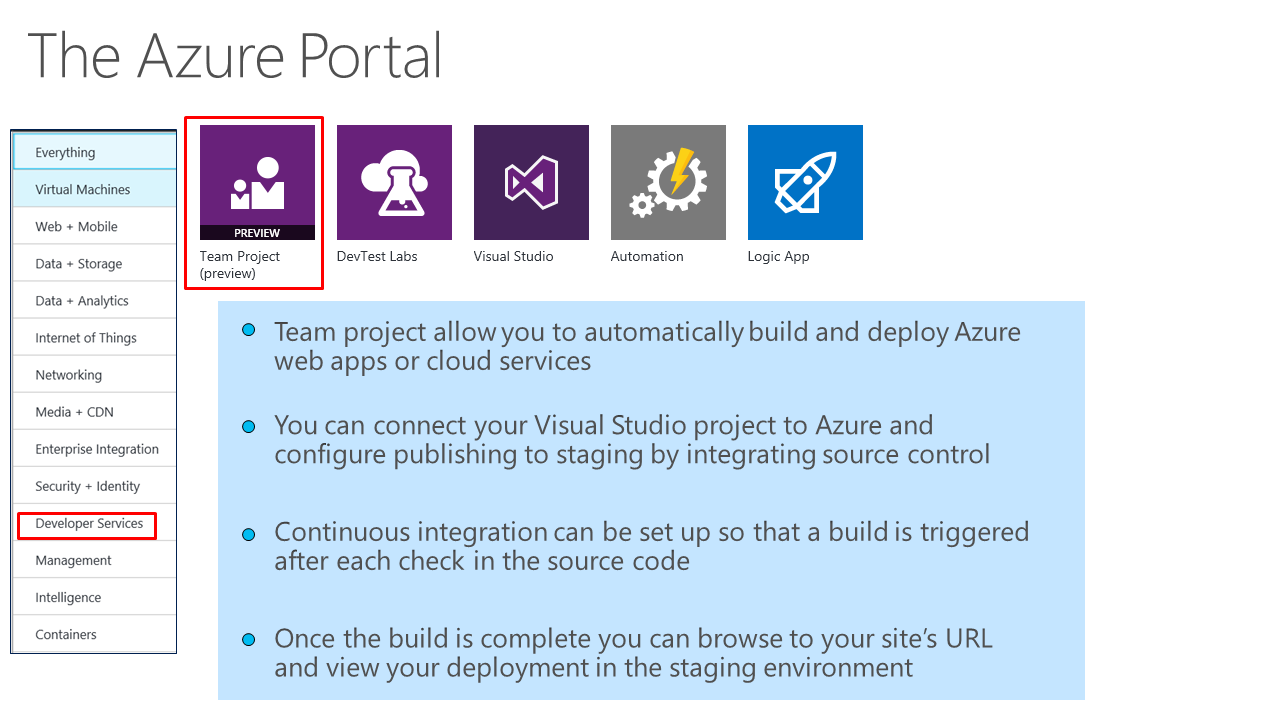 The Azure Portal
Everything
Virtual Machines
Web + Mobile
Data + Storage
Data + Analytics
Internet of Things
Networking
Media + CDN
Enterprise Integration
Security + Identity
Developer Services
Management
Intelligence
Containers
PREVIEW
Team Project
(preview)
DevTest Labs
Visual Studio
Automation
Logic App
Team project allow you to automatically build and deploy Azure
web apps or cloud services
You can connect your Visual Studio project to Azure and
configure publishing to staging by integrating source control
Continuous integration can be set up so that a build is triggered
after each check in the source code
Once the build is complete you can browse to your site’s URL
and view your deployment in the staging environment